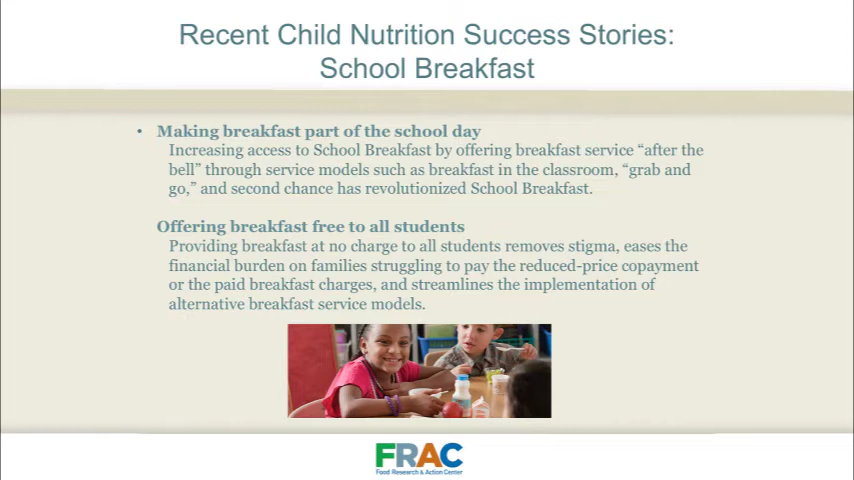 Recent Child Nutrition Success Stories:
School Breakfast
• Making breakfast part of the school day
Increasing access to School Breakfast by offering breakfast service “after the
bell” through service models such as breakfast in the classroom, “grab and
go,” and second chance has revolutionized School Breakfast.
Offering breakfast free to all students
Providing breakfast at no charge to all students removes stigma, eases the
financial burden on families struggling to pay the reduced-price copayment
or the paid breakfast charges, and streamlines the implementation of
alternative breakfast service models.
FRAC
Food Research & Action Center